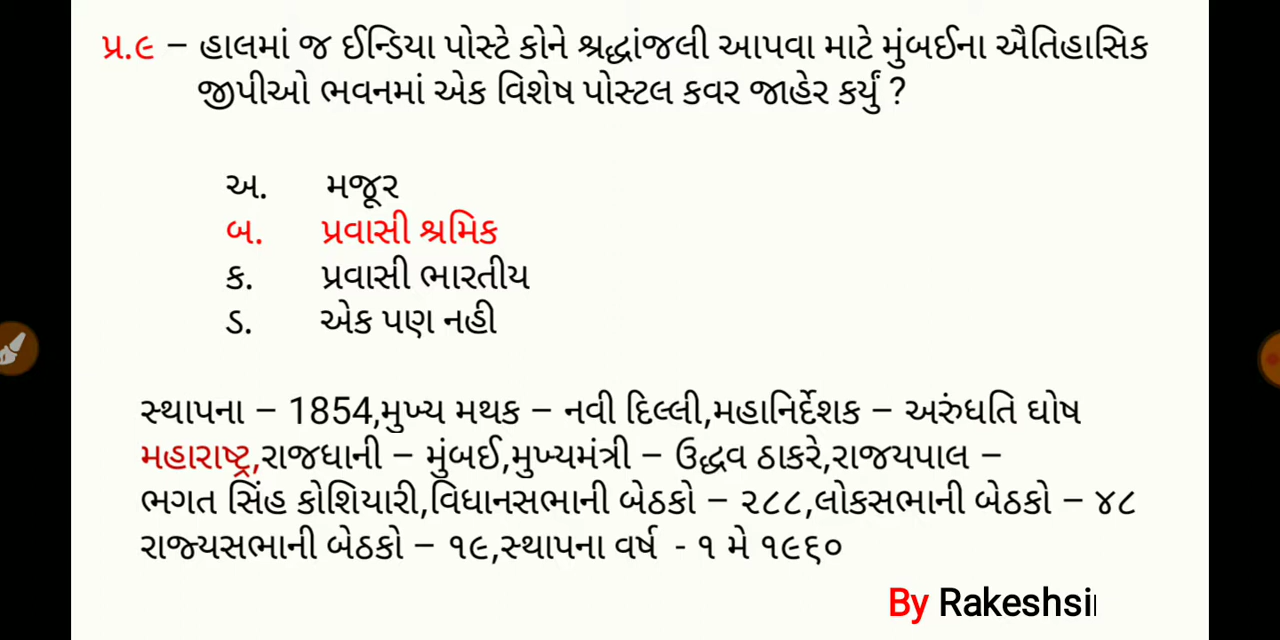 પ્ર.૯ – હાલમાં જ ઈન્ડિયા પોસ્ટે કોને શ્રદ્ધાંજલી આપવા માટે મુંબઈના ઐતિહાસિક
જીપીઓ ભવનમાં એક વિશેષ પોસ્ટલ કવર જાહેર કર્યું ?
અ. મજૂર
બ. પ્રવાસી શ્રમિક
ક. પ્રવાસી ભારતીય
ડ. એક પણ નહી
સ્થાપના – 1854,મુખ્ય મથક – નવી દિલ્લી,મહાનિર્દેશક – અરુંધતિ ઘોષ
મહારાષ્ટ્ર,રાજધાની – મુંબઈ,મુખ્યમંત્રી – ઉદ્ધવ ઠાકરે,રાજયપાલ –
ભગત સિંહ કોશિયારી,વિધાનસભાની બેઠકો – ૨૮૮,લોકસભાની બેઠકો – ૪૮
રાજ્યસભાની બેઠકો – ૧૯,સ્થાપના વર્ષ - ૧ મે ૧૯૬૦
By Rakeshsi